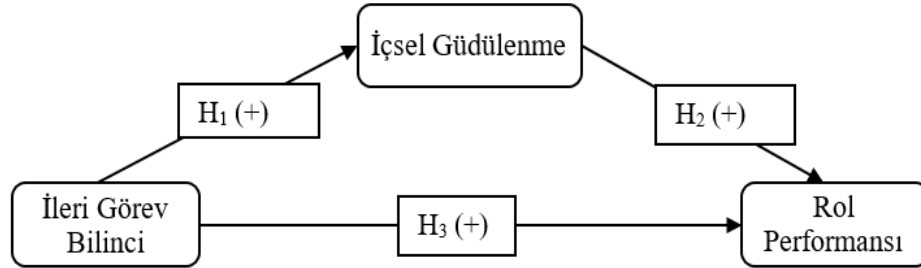 İçsel Güdülenme
H₁ (+)
H₂ (+)
İleri Görev
Bilinci
H₃ (+)
Rol
Performansı